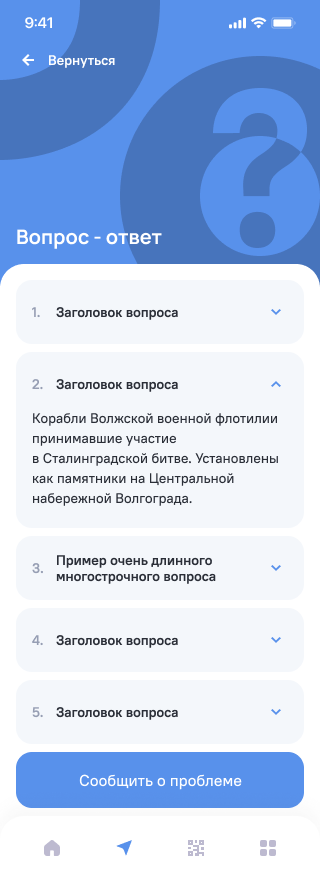 9:41
Вернуться
Вопрос - ответ
1. Заголовок вопроса
2. Заголовок вопроса
Корабли Волжской военной флотилии
принимавшие участие
в Сталинградской битве. Установлены
как памятники на Центральной
набережной Волгограда.
3. Пример очень длинного
многострочного вопроса
4. Заголовок вопроса
5. Заголовок вопроса
Сообщить о проблеме